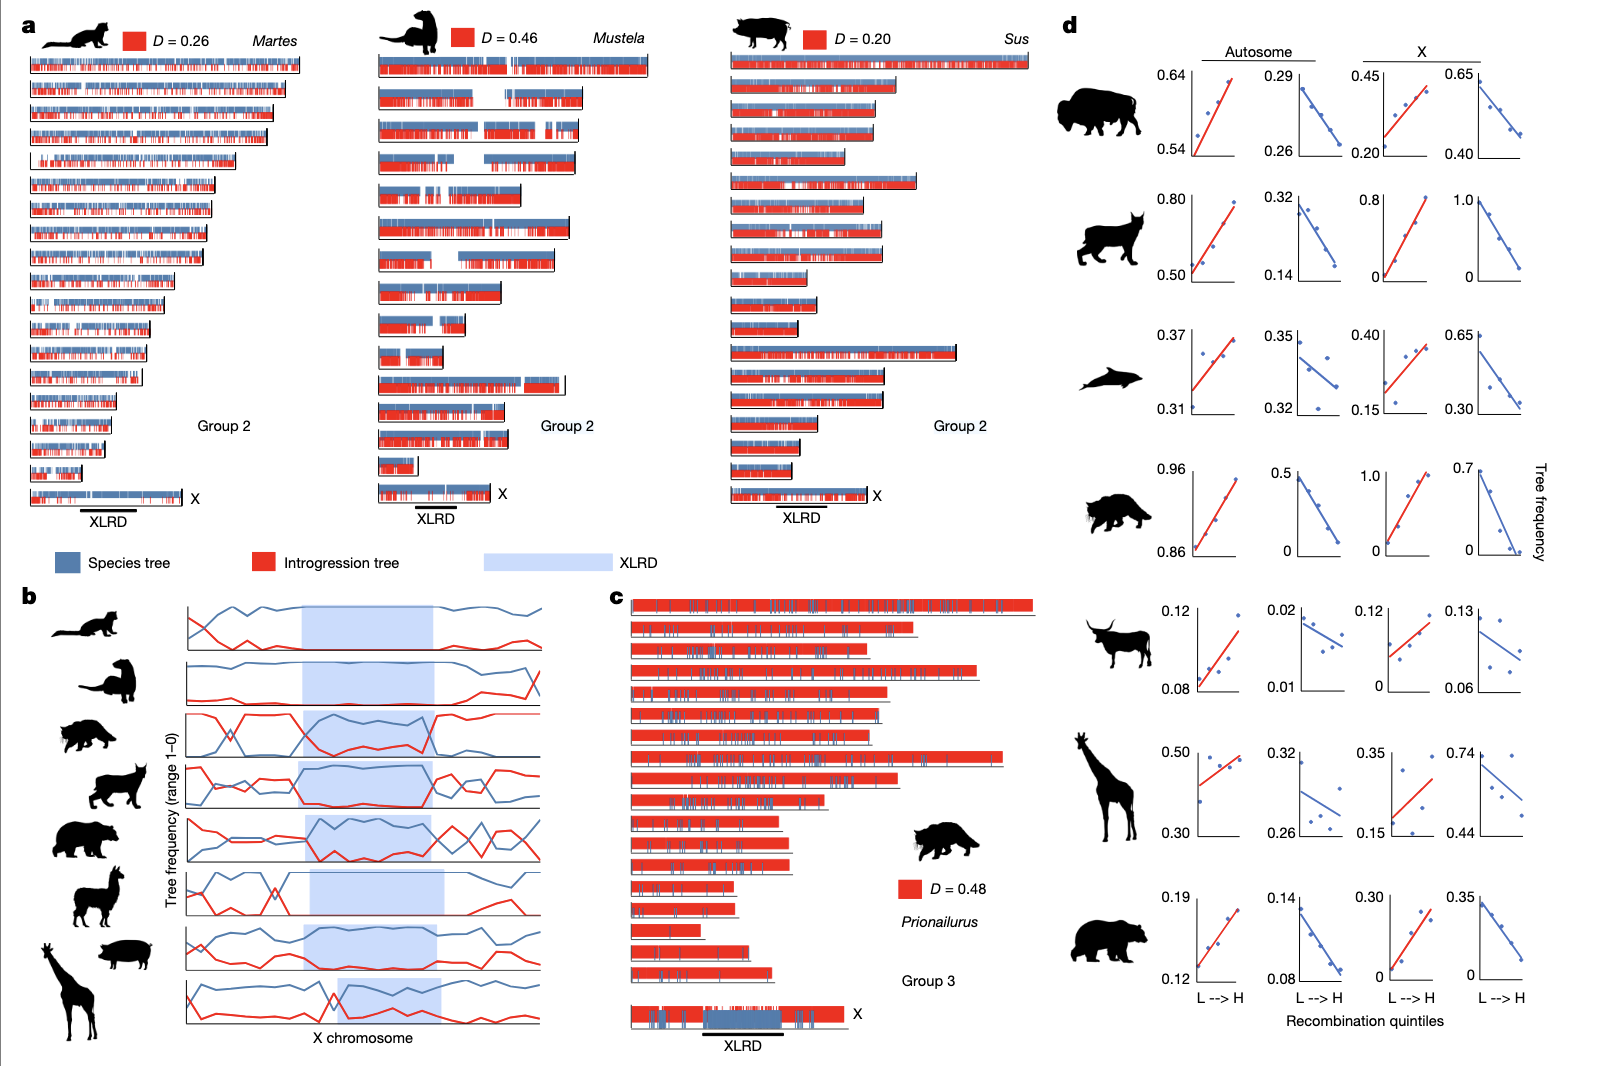 a
D = 0.26
Martes
D = 0.46
Mustela
D = 0.20
Sus
Group 2
Group 2
Group 2
X
X
X
XLRD
XLRD
XLRD
Species tree
Introgression tree
XLRD
b
Tree frequency (range 1–0)
X chromosome
c
D = 0.48
Prionailurus
Group 3
X
XLRD
d
Autosome
X
0.64
0.54
0.29
0.26
0.45
0.20
0.65
0.40
0.80
0.50
0.32
0.14
0.8
0
1.0
0
0.37
0.31
0.35
0.32
0.40
0.15
0.65
0.30
0.96
0.86
0.5
0
1.0
0
0.7
0
Tree frequency
0.12
0.08
0.02
0.01
0.12
0
0.13
0.06
0.50
0.30
0.32
0.26
0.35
0.15
0.74
0.44
0.19
0.12
0.14
0.08
0.30
0
0.35
0
L --> H
L --> H
L --> H
L --> H
Recombination quintiles